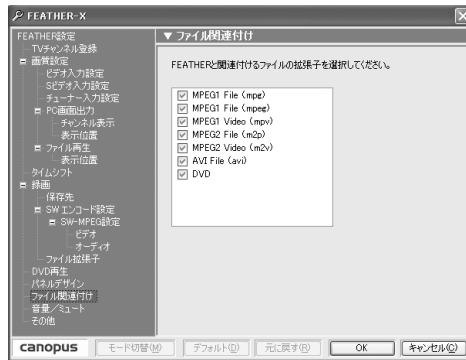 FEATHER-X
FEATHER設定
TVチャンネル登録
画質設定
ビデオ入力設定
Sビデオ入力設定
チューナー入力設定
PC画面出力
チャンネル表示
表示位置
ファイル再生
表示位置
タイムシフト
録画
保存先
SWエンコード設定
SW-MPEG設定
ビデオ
オーディオ
ファイル拡張子
DVD再生
パネルデザイン
ファイル関連付け
音量/ミュート
その他
▼ ファイル関連付け
FEATHERと関連付けるファイルの拡張子を選択してください。
MPEG1 File (mpg)
MPEG1 File (mpeg)
MPEG1 Video (mpv)
MPEG2 File (m2p)
MPEG2 Video (m2v)
AVI File (avi)
DVD
canopus
モード切替(M)
デフォルト(D)
元に戻す(R)
OK
キャンセル(C)